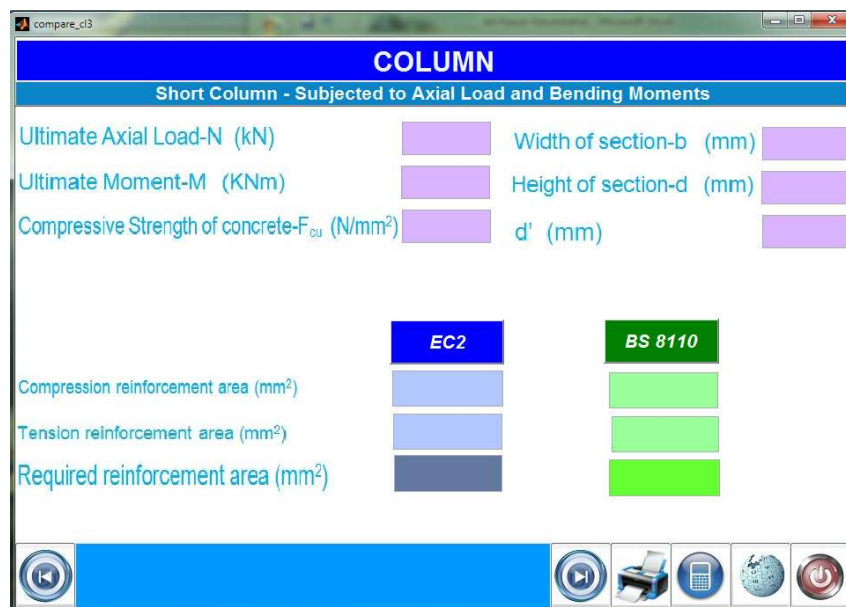 compare_cl3
COLUMN
Short Column - Subjected to Axial Load and Bending Moments
Ultimate Axial Load-N (kN)
Width of section-b (mm)
Ultimate Moment-M (KNm)
Height of section-d (mm)
Compressive Strength of concrete-Fcu (N/mm²)
d' (mm)
EC2
BS 8110
Compression reinforcement area (mm²)
Tension reinforcement area (mm²)
Required reinforcement area (mm²)